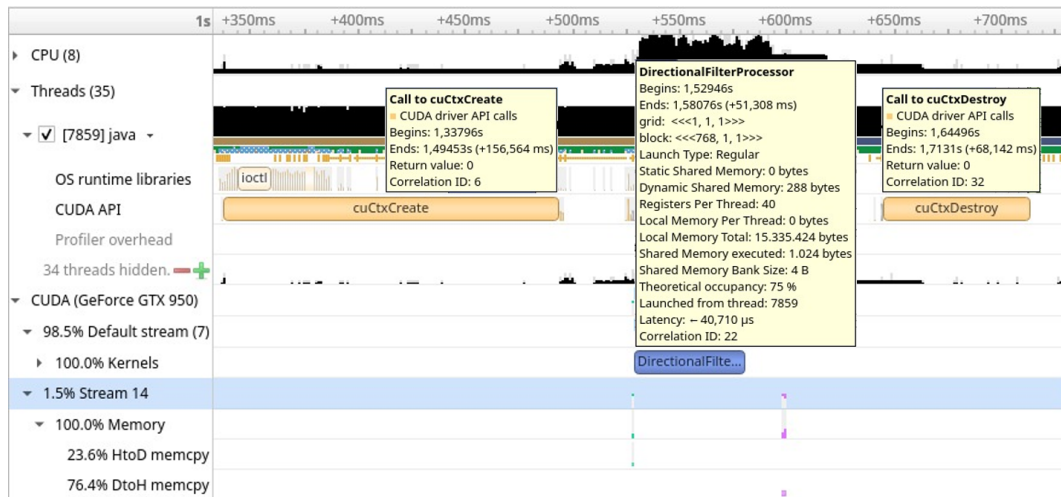 1s +350ms +400ms +450ms +500ms +550ms +600ms +650ms +700ms
CPU (8)
Threads (35)
[7859] java
OS runtime libraries
ioctl
CUDA API
cuCtxCreate
cuCtxDestroy
Profiler overhead
34 threads hidden.
CUDA (GeForce GTX 950)
98.5% Default stream (7)
100.0% Kernels
DirectionalFilte...
1.5% Stream 14
100.0% Memory
23.6% HtoD memcpy
76.4% DtoH memcpy
Call to cuCtxCreate
CUDA driver API calls
Begins: 1,33796s
Ends: 1,49453s (+156,564 ms)
Return value: 0
Correlation ID: 6
DirectionalFilterProcessor
Begins: 1,52946s
Ends: 1,58076s (+51,308 ms)
grid: <<<1, 1, 1>>>
block: <<<768, 1, 1>>>
Launch Type: Regular
Static Shared Memory: 0 bytes
Dynamic Shared Memory: 288 bytes
Registers Per Thread: 40
Local Memory Per Thread: 0 bytes
Local Memory Total: 15.335.424 bytes
Shared Memory executed: 1.024 bytes
Shared Memory Bank Size: 4 B
Theoretical occupancy: 75 %
Launched from thread: 7859
Latency: ←40,710 μs
Correlation ID: 22
Call to cuCtxDestroy
CUDA driver API calls
Begins: 1,64496s
Ends: 1,7131s (+68,142 ms)
Return value: 0
Correlation ID: 32